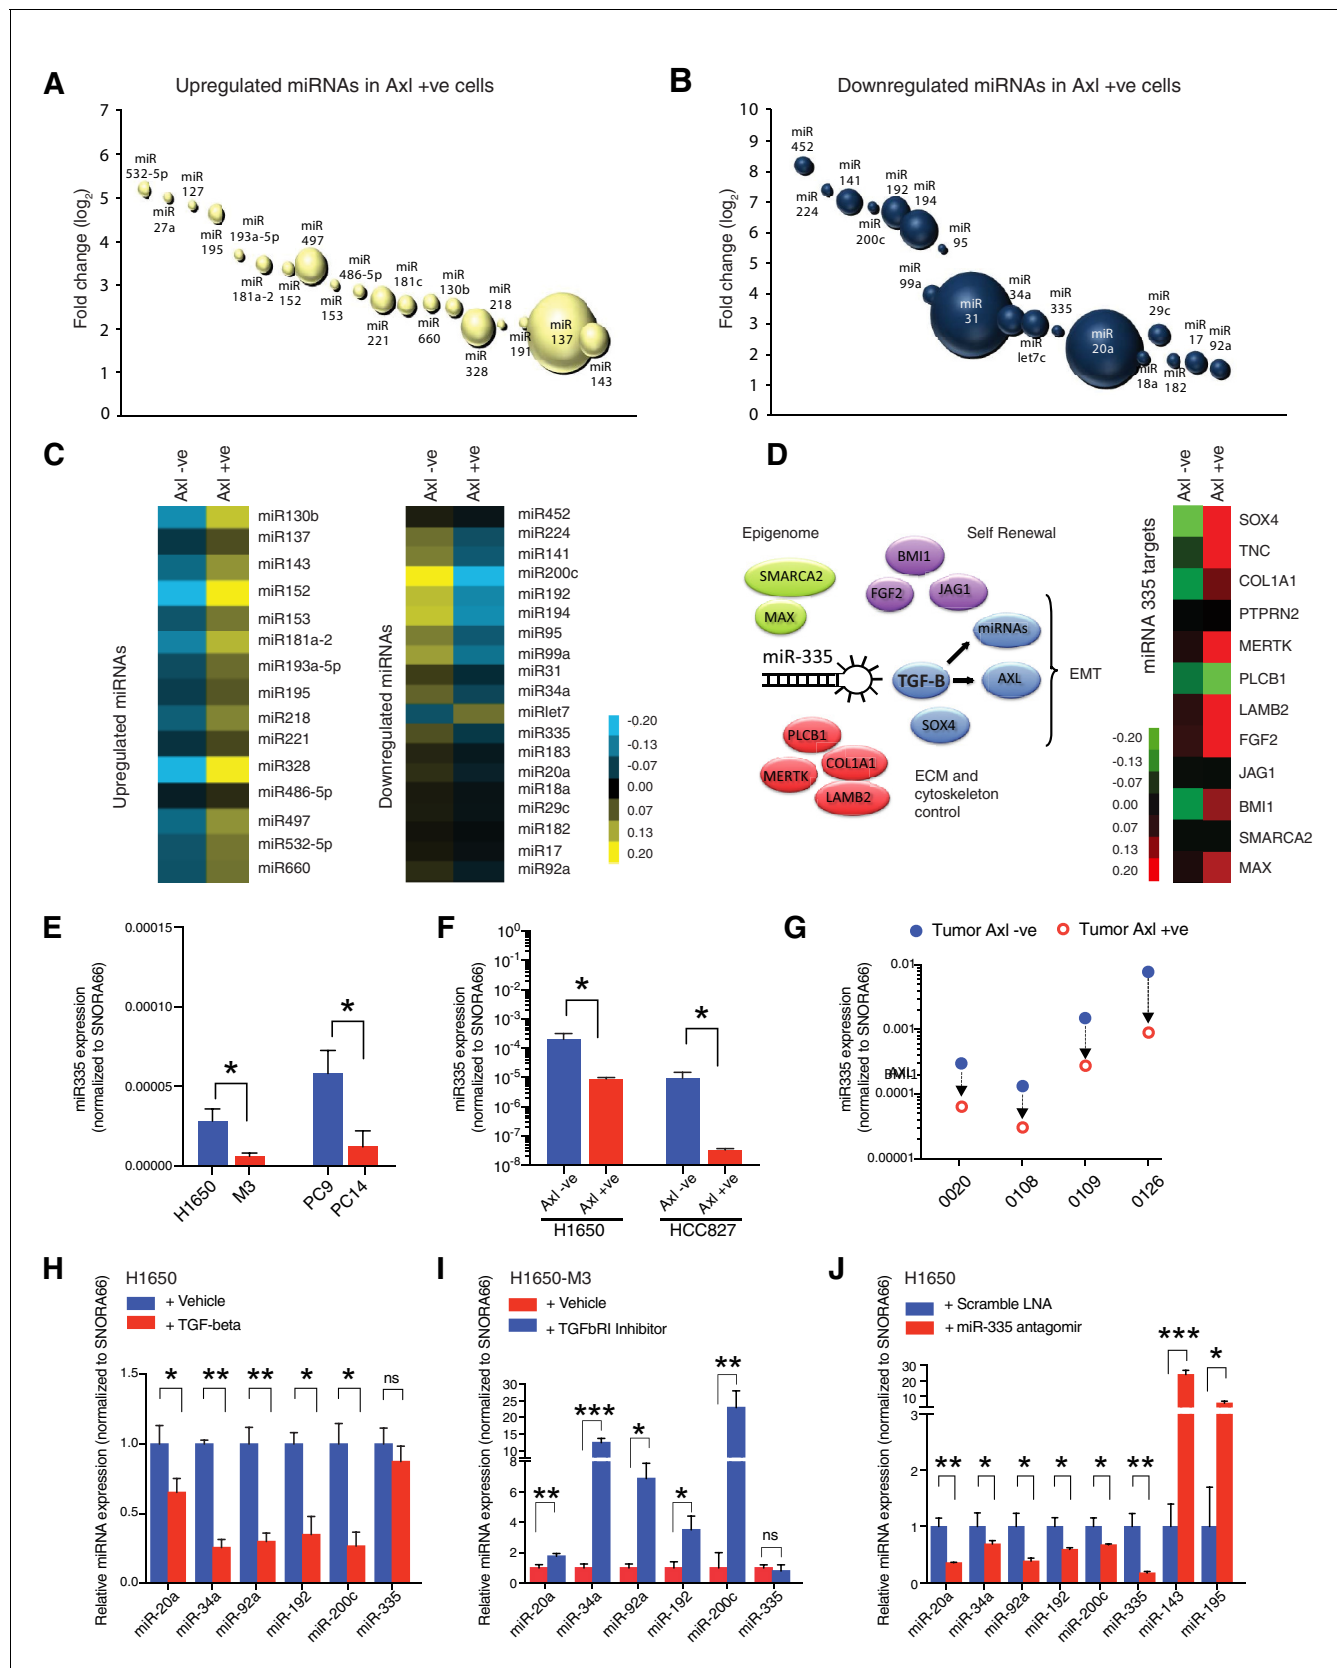 A
Upregulated miRNAs in Axl +ve cells
Fold change (log2)
7
6
5
4
3
2
1
0
miR
532-5p
miR
27a
miR
127
miR
195
miR
193a-5p
miR
181a-2
miR
152
miR
497
miR
153
miR
486-5p
miR
221
miR
181c
miR
660
miR
130b
miR
328
miR
218
miR
191
miR
137
miR
143
B
Downregulated miRNAs in Axl +ve cells
Fold change (log2)
10
9
8
7
6
5
4
3
2
1
0
miR
452
miR
224
miR
141
miR
200c
miR
192
miR
194
miR
95
miR
99a
miR
31
miR
34a
miR
let7c
miR
335
miR
20a
miR
18a
miR
29c
miR
182
miR
17
miR
92a
C
Upregulated miRNAs
Axl -ve
Axl +ve
miR130b
miR137
miR143
miR152
miR153
miR181a-2
miR193a-5p
miR195
miR218
miR221
miR328
miR486-5p
miR497
miR532-5p
miR660
Downregulated miRNAs
Axl -ve
Axl +ve
miR452
miR224
miR141
miR200c
miR192
miR194
miR95
miR99a
miR31
miR34a
miRlet7
miR335
miR183
miR20a
miR18a
miR29c
miR182
miR17
miR92a
-0.20
-0.13
-0.07
0.00
0.07
0.13
0.20
D
Epigenome
Self Renewal
SMARCA2
MAX
BMI1
FGF2
JAG1
miR-335
miRNAs
TGF-B
AXL
SOX4
EMT
PLCB1
COL1A1
MERTK
LAMB2
ECM and
cytoskeleton
control
miRNA 335 targets
-0.20
-0.13
-0.07
0.00
0.07
0.13
0.20
Axl -ve
Axl +ve
SOX4
TNC
COL1A1
PTPRN2
MERTK
PLCB1
LAMB2
FGF2
JAG1
BMI1
SMARCA2
MAX
E
miR335 expression
(normalized to SNORA66)
0.00015
0.00010
0.00005
0.00000
*
*
H1650
M3
PC9
PC14
F
miR335 expression
(normalized to SNORA66)
10^0
10^-1
10^-2
10^-3
10^-4
10^-5
10^-6
10^-7
10^-8
*
*
Axl -ve
Axl +ve
Axl -ve
Axl +ve
H1650
HCC827
G
Tumor Axl -ve
Tumor Axl +ve
miR335 expression
(normalized to SNORA66)
0.01
0.001
0.0001
0.00001
0020
0108
0109
0126
H
H1650
+ Vehicle
+ TGF-beta
Relative miRNA expression (normalized to SNORA66)
1.5
1.0
0.5
0.0
*
**
**
*
*
ns
miR-20a
miR-34a
miR-92a
miR-192
miR-200c
miR-335
I
H1650-M3
+ Vehicle
+ TGFbRI Inhibitor
Relative miRNA expression (normalized to SNORA66)
30
25
20
15
10
8
6
4
2
0
**
***
*
*
**
ns
miR-20a
miR-34a
miR-92a
miR-192
miR-200c
miR-335
J
H1650
+ Scramble LNA
+ miR-335 antagomir
Relative miRNA expression (normalized to SNORA66)
30
20
10
3
2
1
0
**
*
*
*
*
**
***
*
miR-20a
miR-34a
miR-92a
miR-192
miR-200c
miR-335
miR-143
miR-195